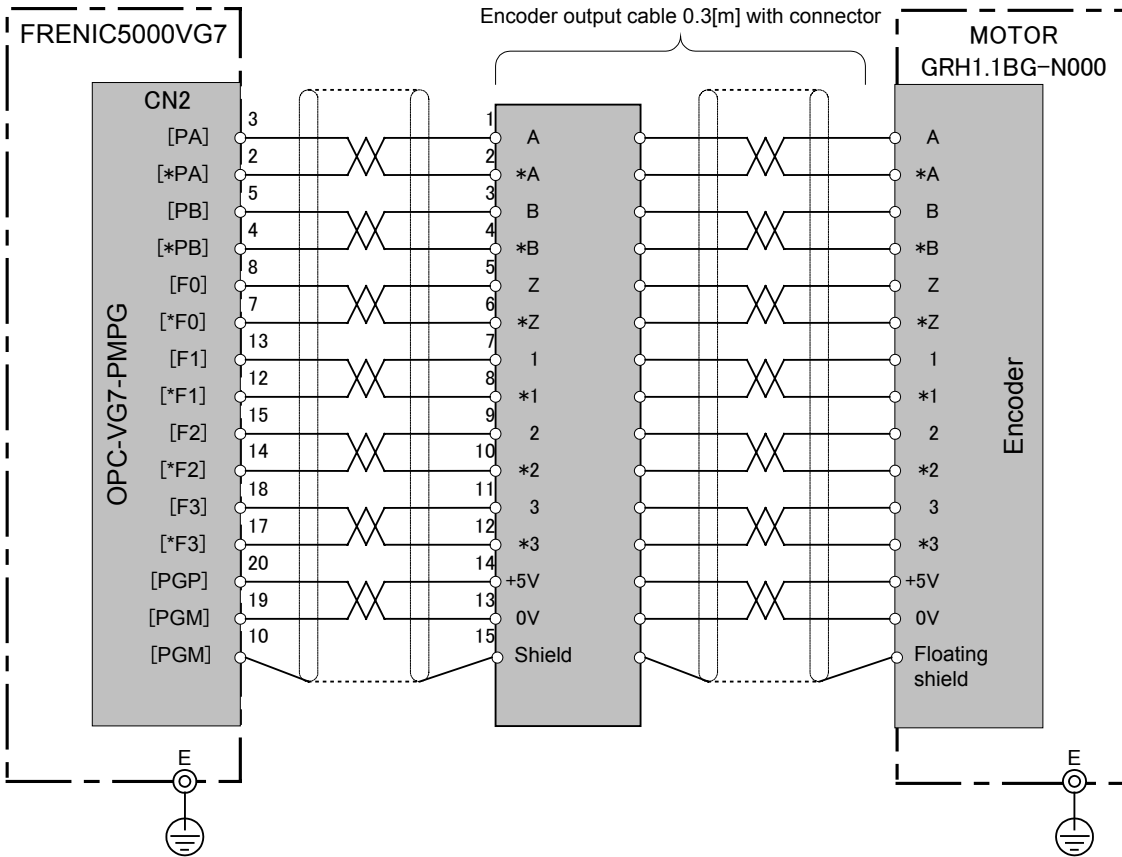 Encoder output cable 0.3[m] with connector
FRENIC5000VG7
MOTOR
GRH1.1BG-N000
CN2
OPC-VG7-PMPG
Encoder
[PA] 3 1 A A
[*PA] 2 2 *A *A
[PB] 5 3 B B
[*PB] 4 4 *B *B
[F0] 8 5 Z Z
[*F0] 7 6 *Z *Z
[F1] 13 7 1 1
[*F1] 12 8 *1 *1
[F2] 15 9 2 2
[*F2] 14 10 *2 *2
[F3] 18 11 3 3
[*F3] 17 12 *3 *3
[PGP] 20 14 +5V +5V
[PGM] 19 13 0V 0V
[PGM] 10 15 Shield Floating
shield
E E